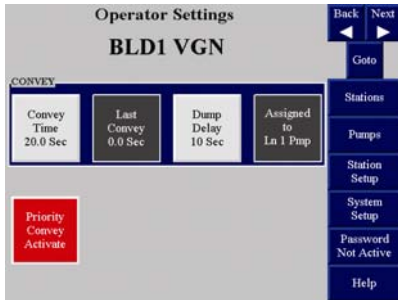 Operator Settings
BLD1 VGN
CONVEY
Convey
Time
20.0 Sec
Last
Convey
0.0 Sec
Dump
Delay
10 Sec
Assigned
to
Ln 1 Pmp
Priority
Convey
Activate
Back Next
Goto
Stations
Pumps
Station
Setup
System
Setup
Password
Not Active
Help